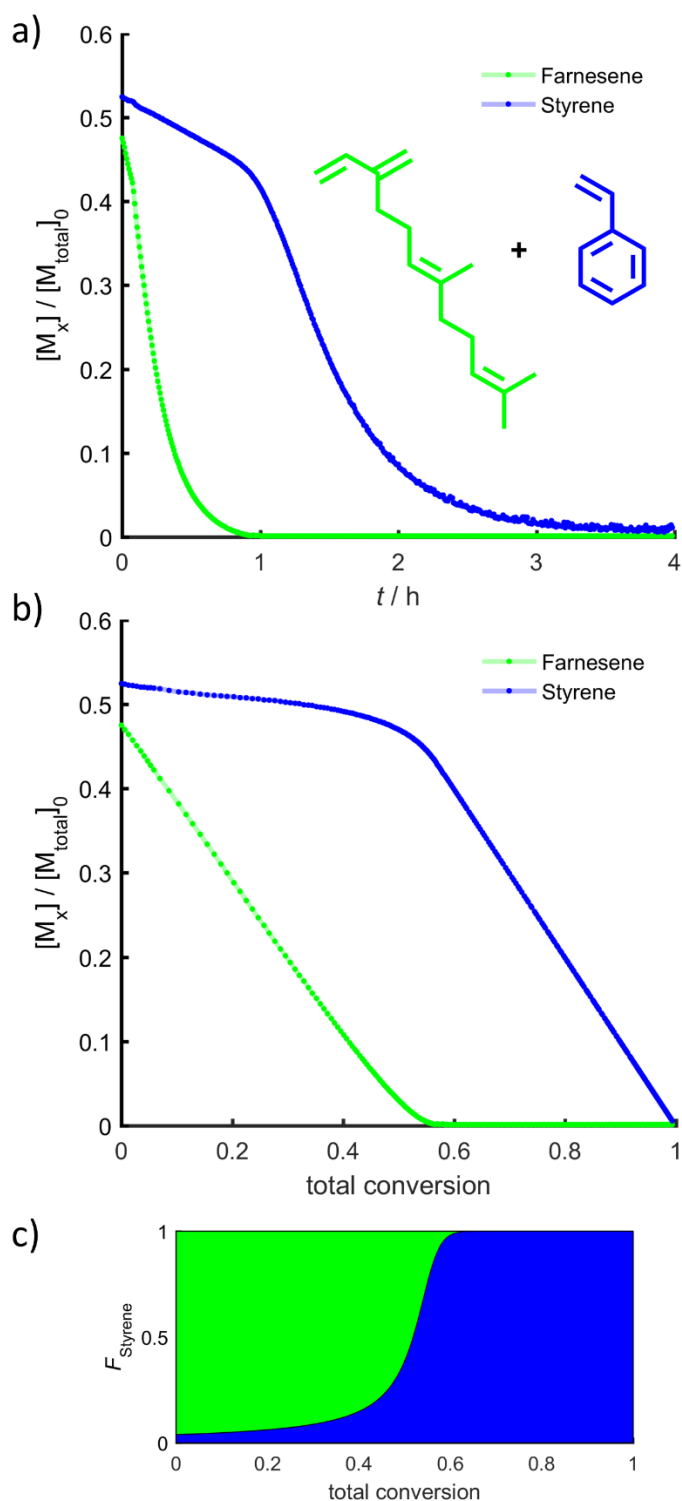 a)
0.6
0.5
0.4
0.3
0.2
0.1
0
[Mₓ] / [M_total]₀
Farnesene
Styrene
+
0 1 2 3 4
t / h
b)
0.6
0.5
0.4
0.3
0.2
0.1
0
[Mₓ] / [M_total]₀
Farnesene
Styrene
0 0.2 0.4 0.6 0.8 1
total conversion
c)
1
0.5
0
F_Styrene
0 0.2 0.4 0.6 0.8 1
total conversion